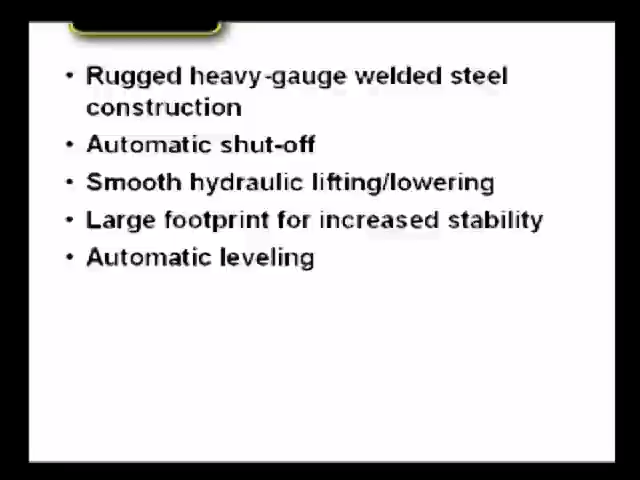 • Rugged heavy-gauge welded steel
construction
• Automatic shut-off
• Smooth hydraulic lifting/lowering
• Large footprint for increased stability
• Automatic leveling